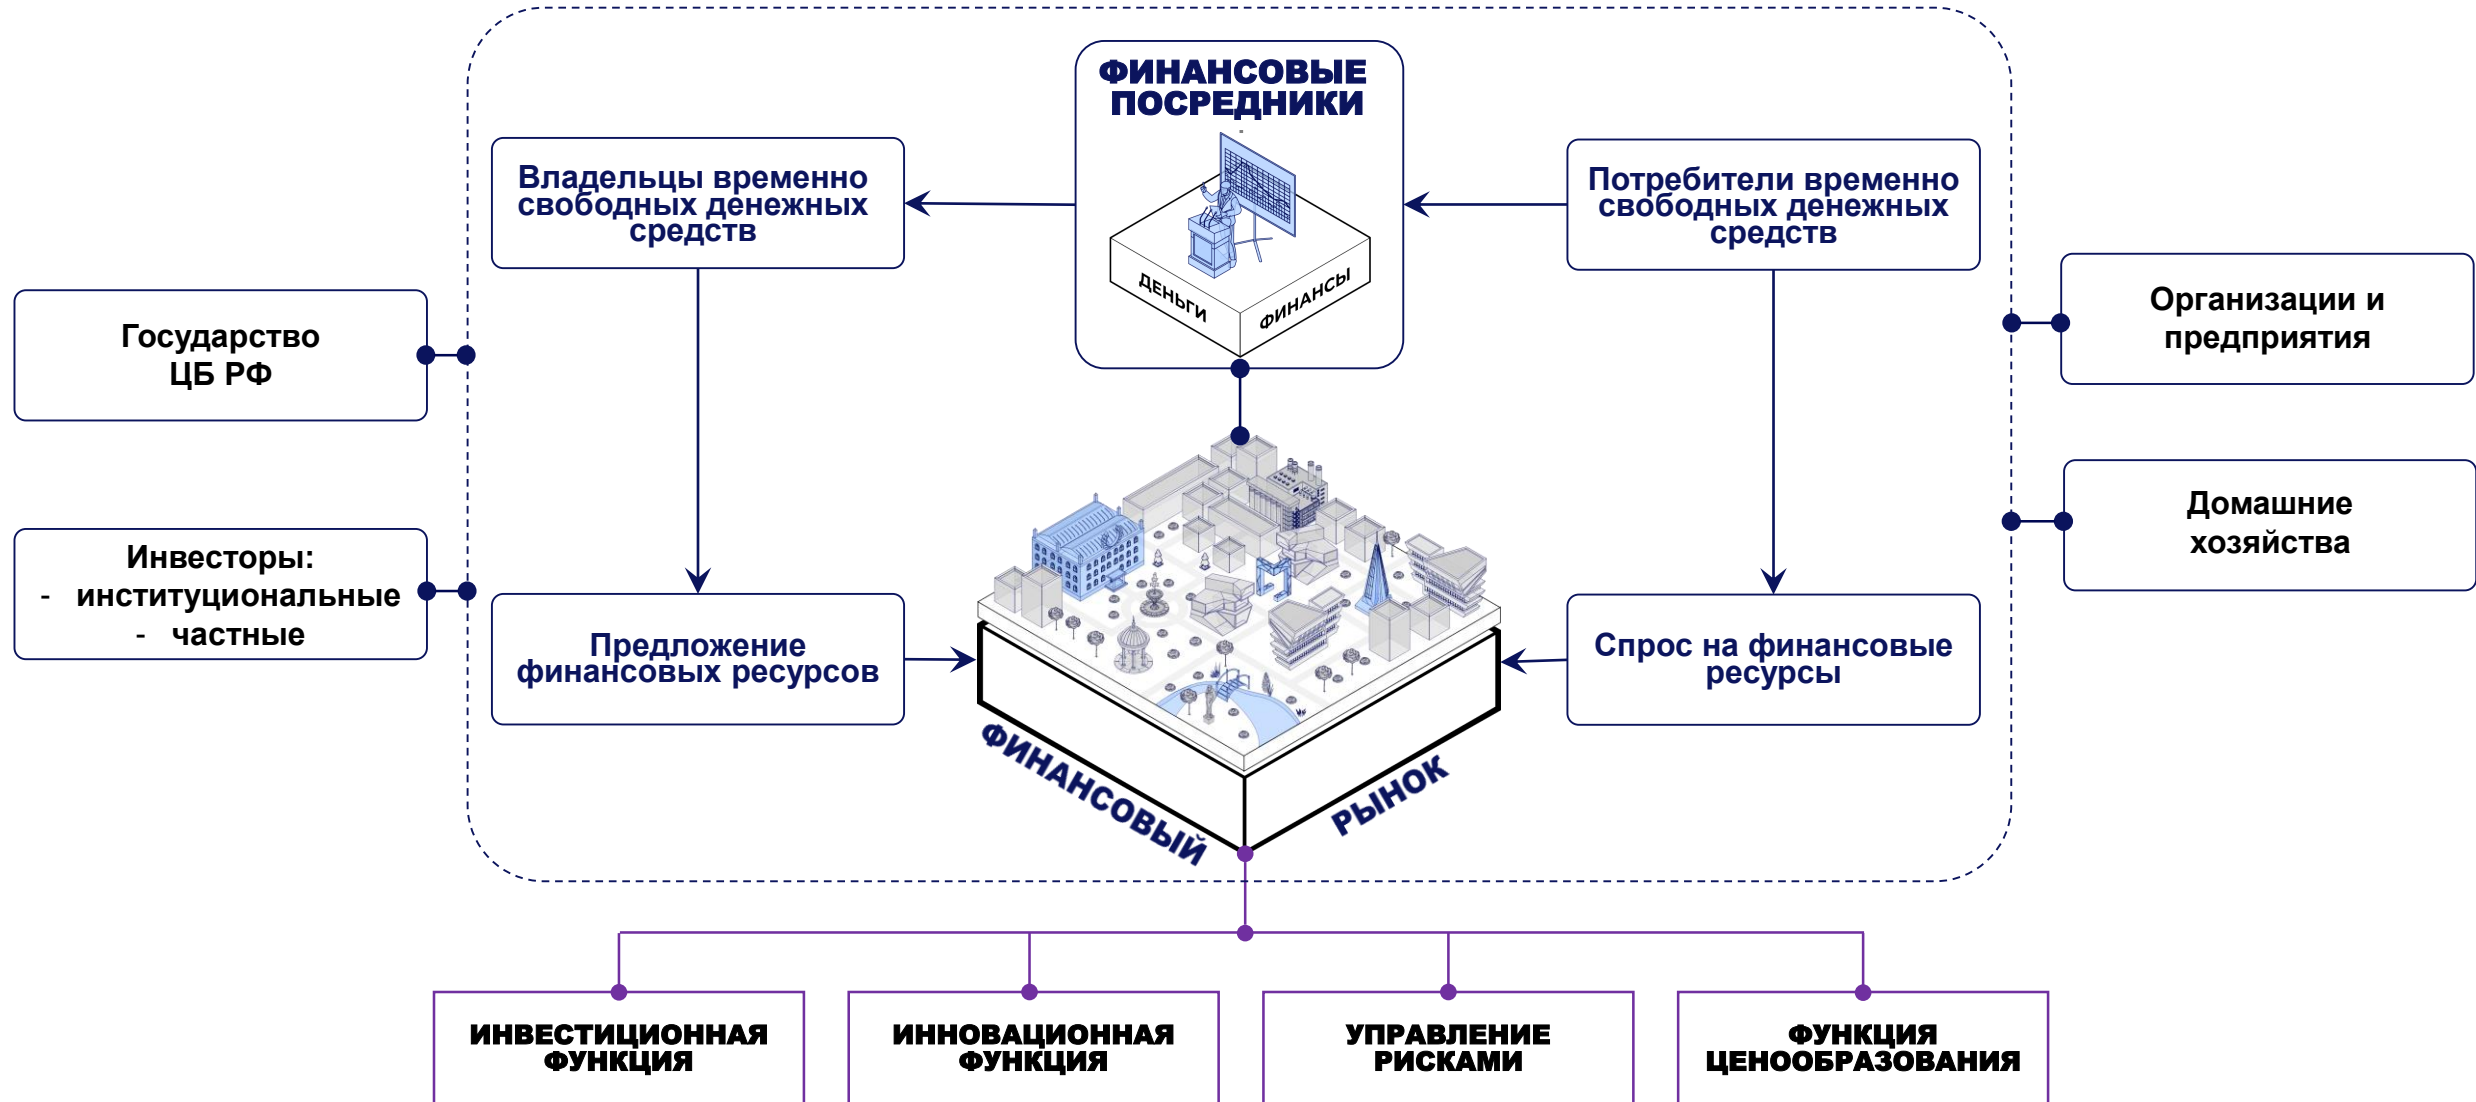 ФИНАНСОВЫЕ
ПОСРЕДНИКИ
ДЕНЬГИ
ФИНАНСЫ
Владельцы временно
свободных денежных
средств
Потребители временно
свободных денежных
средств
Государство
ЦБ РФ
Организации и
предприятия
Инвесторы:
- институциональные
- частные
Домашние
хозяйства
Предложение
финансовых ресурсов
Спрос на финансовые
ресурсы
ФИНАНСОВЫЙ
РЫНОК
ИНВЕСТИЦИОННАЯ
ФУНКЦИЯ
ИННОВАЦИОННАЯ
ФУНКЦИЯ
УПРАВЛЕНИЕ
РИСКАМИ
ФУНКЦИЯ
ЦЕНООБРАЗОВАНИЯ